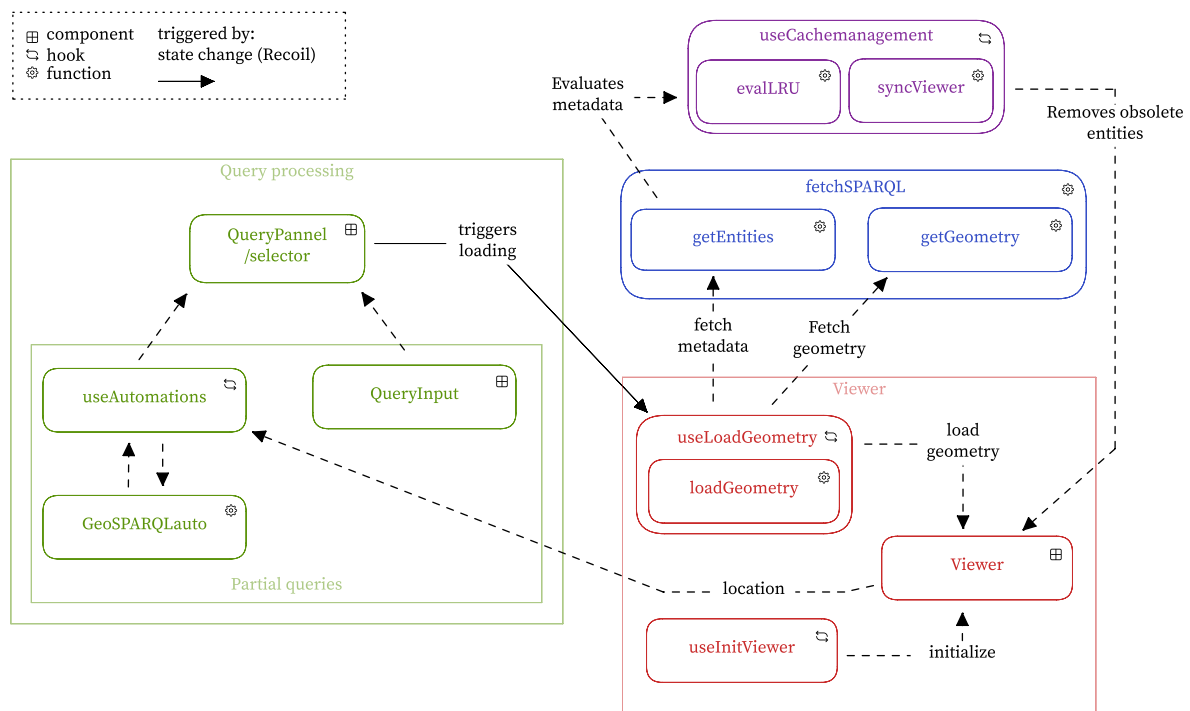 component
hook
function
triggered by:
state change (Recoil)
useCachemanagement
evalLRU
syncViewer
Evaluates
metadata
Removes obsolete
entities
Query processing
QueryPannel
/selector
triggers
loading
fetchSPARQL
getEntities
getGeometry
fetch
metadata
Fetch
geometry
useAutomations
QueryInput
GeoSPARQLauto
Partial queries
Viewer
useLoadGeometry
loadGeometry
load
geometry
Viewer
location
useInitViewer
initialize